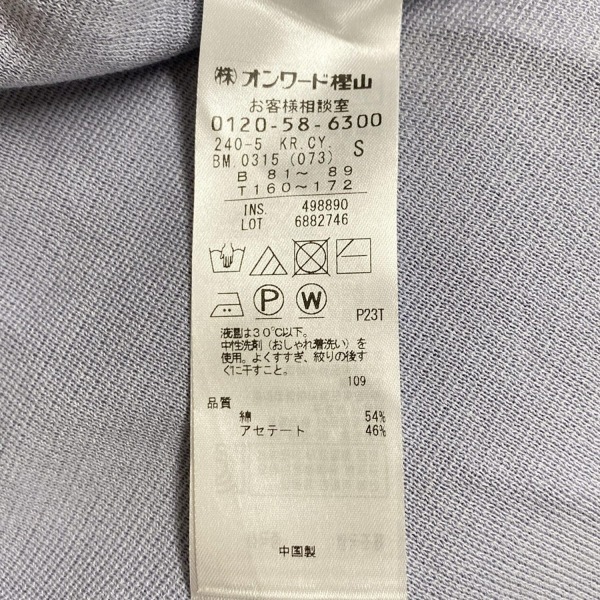 ㈱オンワード樫山
お客様相談室
0120-58-6300
240-5 KR.CY. S
BM.0315 (073)
B 81～ 89
T160～172
INS. 498890
LOT 6882746
P W
P23T
液温は30℃以下。
中性洗剤(おしゃれ着洗い)を
使用。よくすすぎ、絞りの後す
ぐに干すこと。
109
品質
綿 54%
アセテート 46%
中国製